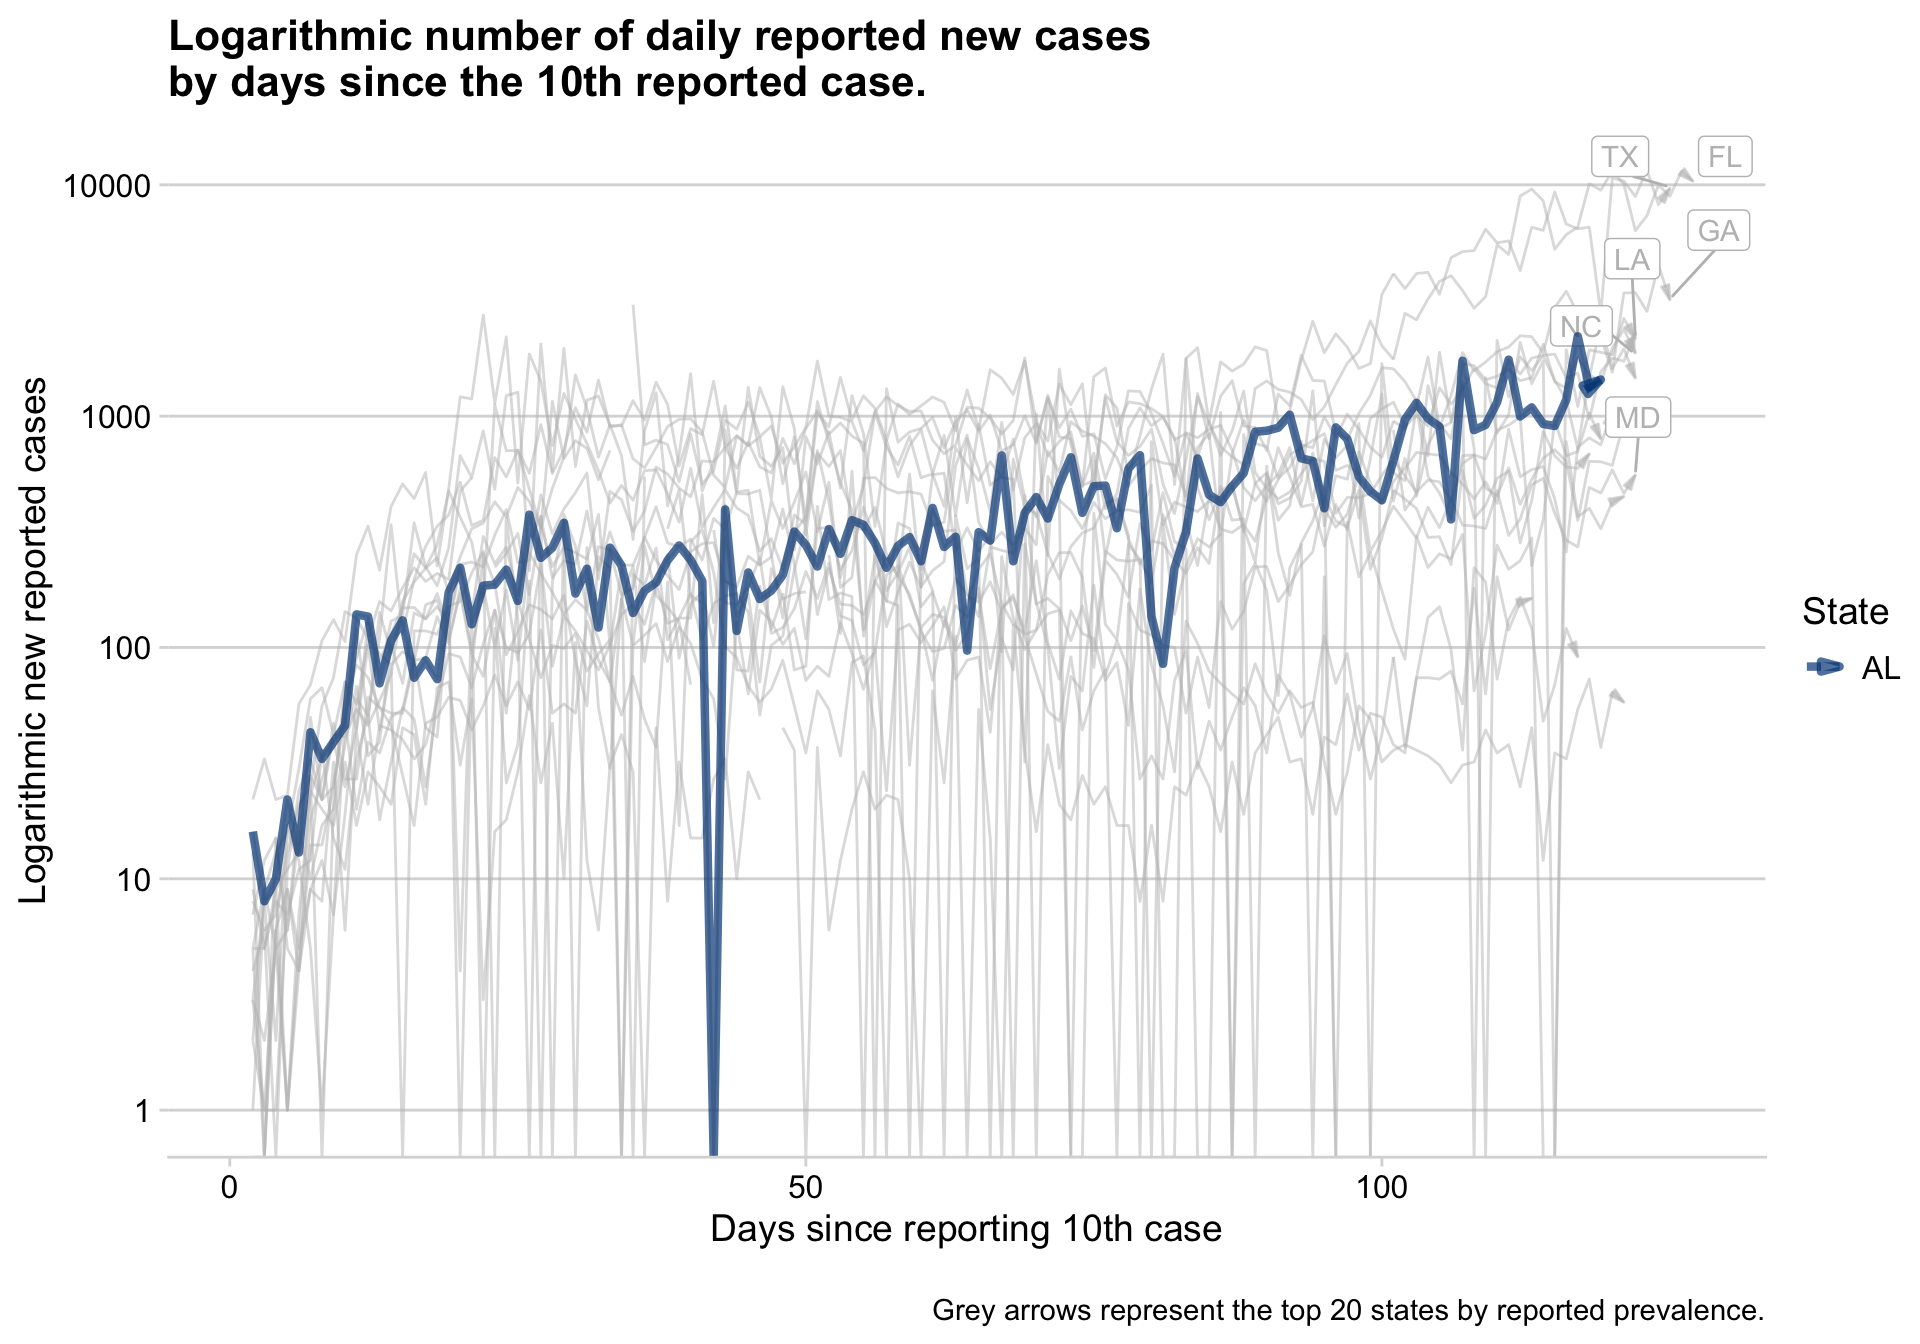 Logarithmic number of daily reported new cases
by days since the 10th reported case.
TX
FL
10000
GA
LA
NC
1000
MD
Logarithmic new reported cases
State
100
AL
10
1
0
50
100
Days since reporting 10th case
Grey arrows represent the top 20 states by reported prevalence.